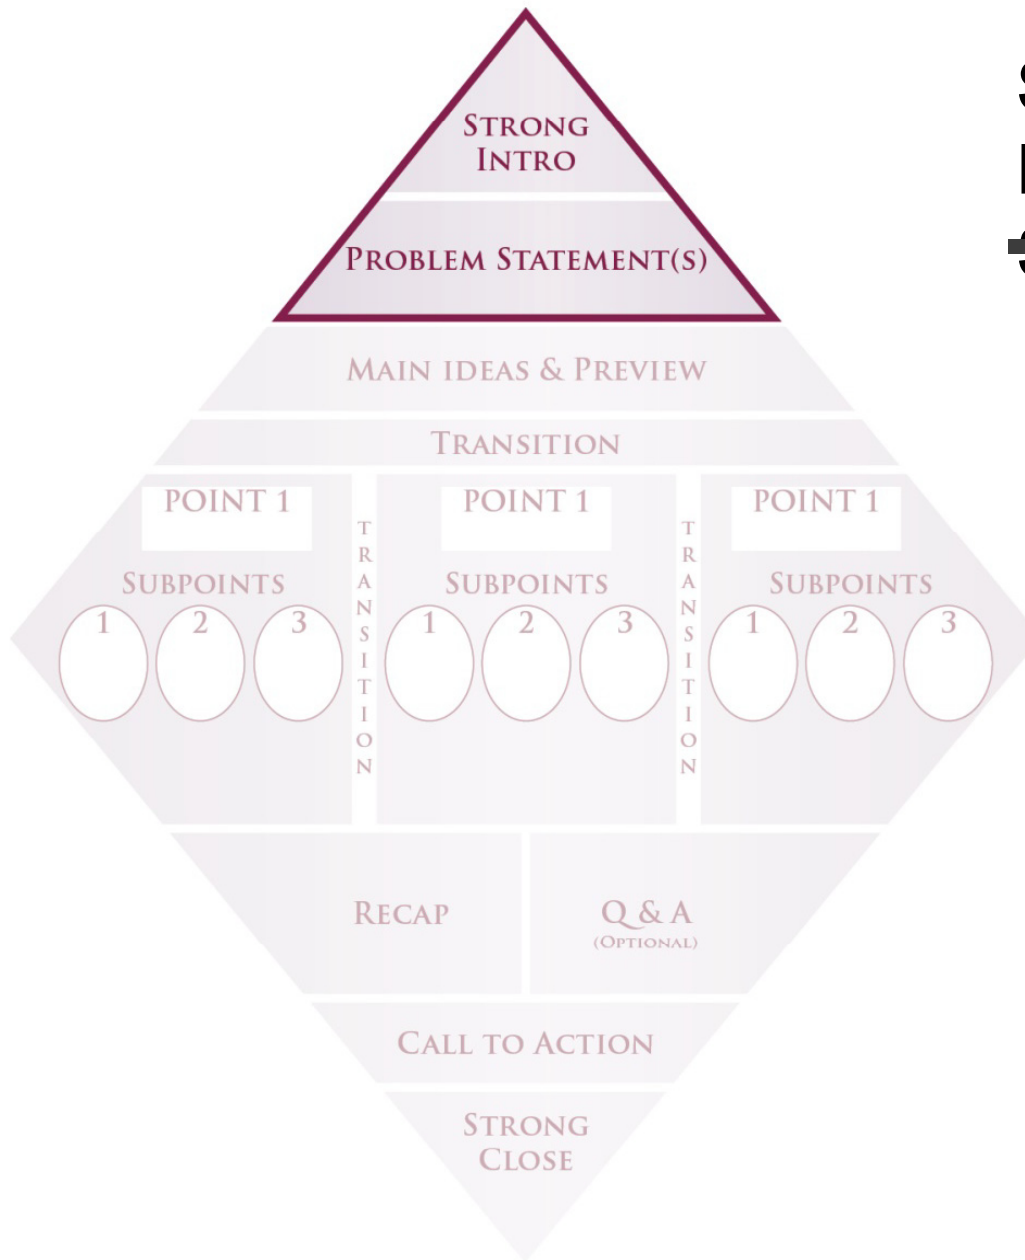 STRONG
INTRO
PROBLEM STATEMENT(S)
MAIN IDEAS & PREVIEW
TRANSITION
POINT 1
SUBPOINTS
1 2 3
TRANSITION
POINT 1
SUBPOINTS
1 2 3
TRANSITION
POINT 1
SUBPOINTS
1 2 3
RECAP
Q & A
(OPTIONAL)
CALL TO ACTION
STRONG
CLOSE